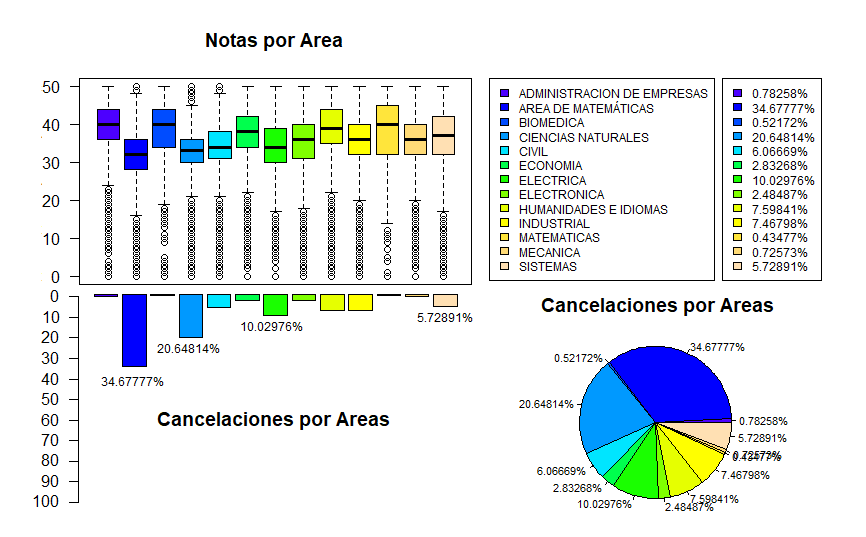 Notas por Area
50
40
30
20
10
0
ADMINISTRACION DE EMPRESAS 0.78258%
AREA DE MATEMÁTICAS 34.67777%
BIOMEDICA 0.52172%
CIENCIAS NATURALES 20.64814%
CIVIL 6.06669%
ECONOMIA 2.83268%
ELECTRICA 10.02976%
ELECTRONICA 2.48487%
HUMANIDADES E IDIOMAS 7.59841%
INDUSTRIAL 7.46798%
MATEMATICAS 0.43477%
MECANICA 0.72573%
SISTEMAS 5.72891%
0
10
20
30
40
50
60
70
80
90
100
34.67777%
20.64814%
10.02976%
5.72891%
Cancelaciones por Areas
Cancelaciones por Areas
34.67777%
0.52172%
20.64814%
6.06669%
2.83268%
10.02976%
2.48487%
7.59841%
7.46798%
0.43477%
0.72573%
5.72891%
0.78258%